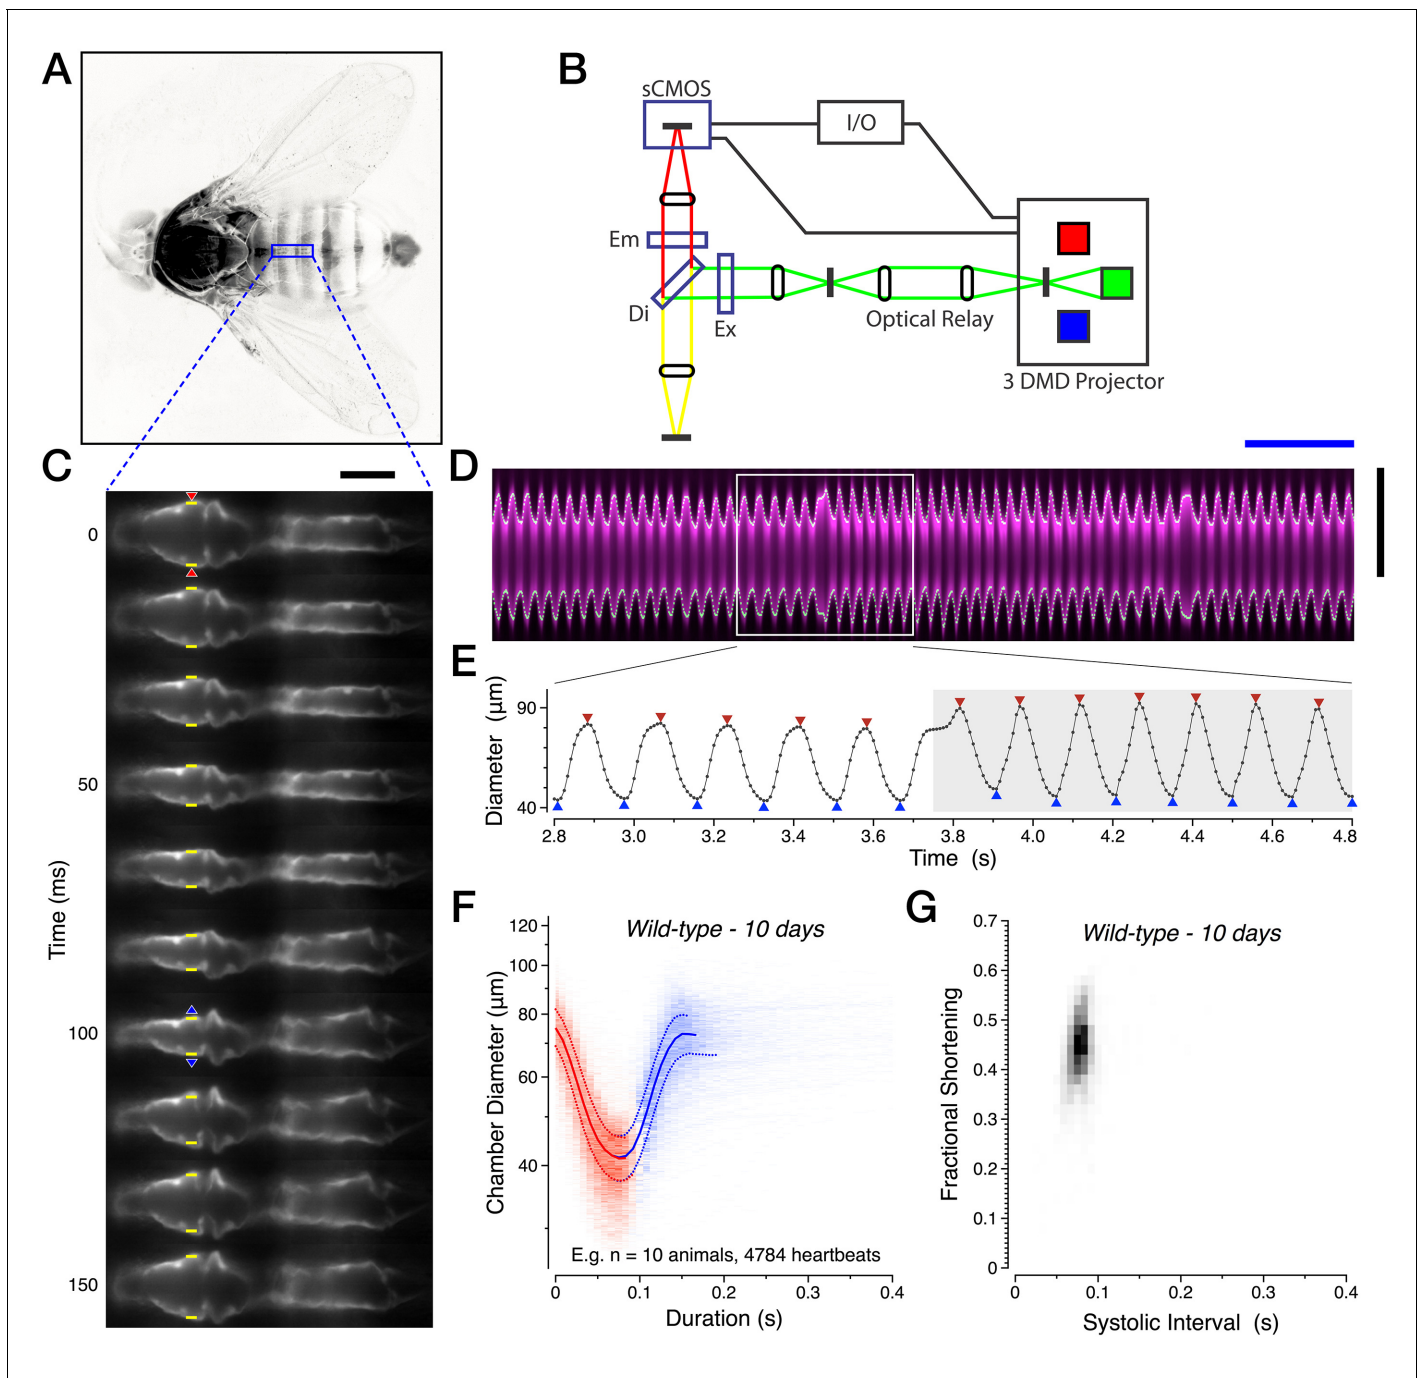 A
B
sCMOS
I/O
Em
Di
Ex
Optical Relay
3 DMD Projector
C
0
50
100
150
Time (ms)
D
E
Diameter (µm)
90
40
2.8 3.0 3.2 3.4 3.6 3.8 4.0 4.2 4.4 4.6 4.8
Time (s)
F
Wild-type - 10 days
Chamber Diameter (µm)
120
100
80
60
40
E.g. n = 10 animals, 4784 heartbeats
0 0.1 0.2 0.3 0.4
Duration (s)
G
Wild-type - 10 days
Fractional Shortening
0.7
0.6
0.5
0.4
0.3
0.2
0.1
0
0 0.1 0.2 0.3 0.4
Systolic Interval (s)